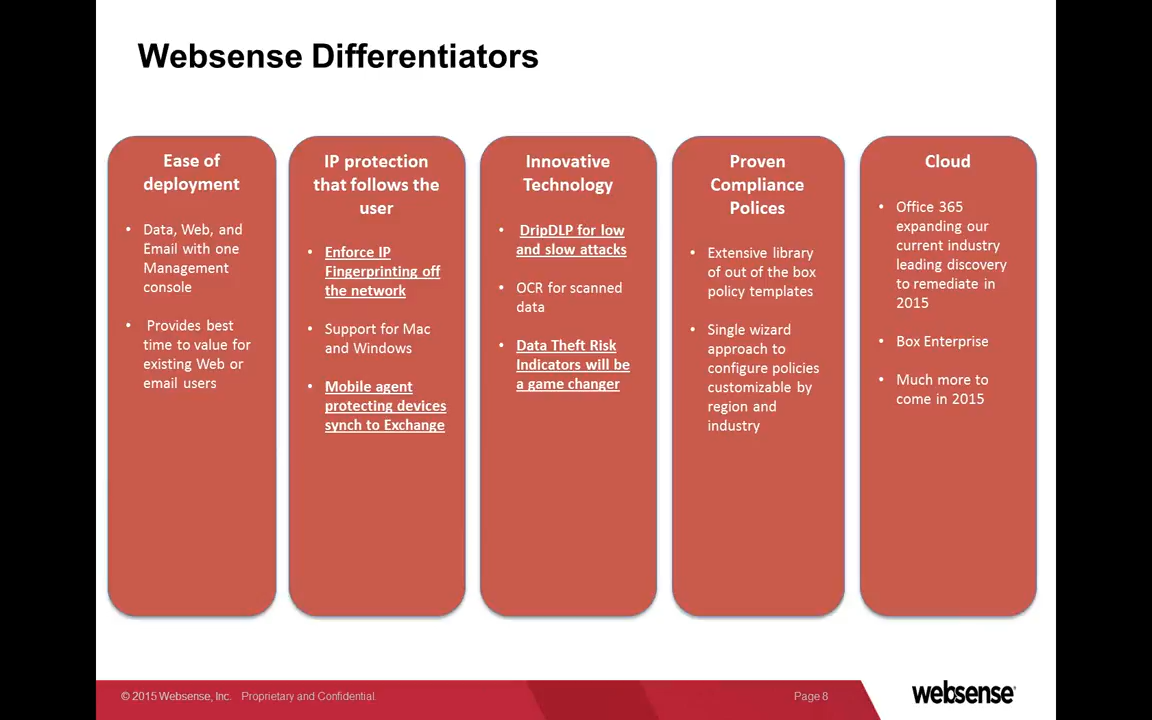 Websense Differentiators
Ease of
deployment
• Data, Web, and
Email with one
Management
console
• Provides best
time to value for
existing Web or
email users
IP protection
that follows the
user
• Enforce IP
Fingerprinting off
the network
• Support for Mac
and Windows
• Mobile agent
protecting devices
synch to Exchange
Innovative
Technology
• DripDLP for low
and slow attacks
• OCR for scanned
data
• Data Theft Risk
Indicators will be
a game changer
Proven
Compliance
Polices
• Extensive library
of out of the box
policy templates
• Single wizard
approach to
configure policies
customizable by
region and
industry
Cloud
• Office 365
expanding our
current industry
leading discovery
to remediate in
2015
• Box Enterprise
• Much more to
come in 2015
© 2015 Websense, Inc. Proprietary and Confidential
Page 8
websense®